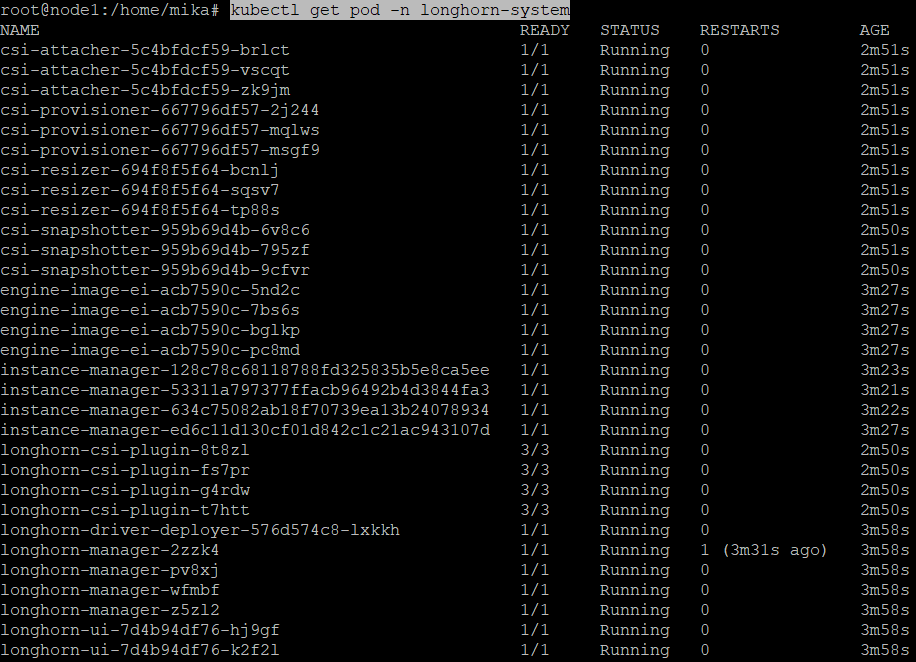 root@node1:/home/mika# kubectl get pod -n longhorn-system
NAME READY STATUS RESTARTS AGE
csi-attacher-5c4bfdcf59-brlct 1/1 Running 0 2m51s
csi-attacher-5c4bfdcf59-vscqt 1/1 Running 0 2m51s
csi-attacher-5c4bfdcf59-zk9jm 1/1 Running 0 2m51s
csi-provisioner-667796df57-2j244 1/1 Running 0 2m51s
csi-provisioner-667796df57-mqlws 1/1 Running 0 2m51s
csi-provisioner-667796df57-msgf9 1/1 Running 0 2m51s
csi-resizer-694f8f5f64-bcnlj 1/1 Running 0 2m51s
csi-resizer-694f8f5f64-sqsv7 1/1 Running 0 2m51s
csi-resizer-694f8f5f64-tp88s 1/1 Running 0 2m51s
csi-snapshotter-959b69d4b-6v8c6 1/1 Running 0 2m50s
csi-snapshotter-959b69d4b-795zf 1/1 Running 0 2m51s
csi-snapshotter-959b69d4b-9cfvr 1/1 Running 0 2m50s
engine-image-ei-acb7590c-5nd2c 1/1 Running 0 3m27s
engine-image-ei-acb7590c-7bs6s 1/1 Running 0 3m27s
engine-image-ei-acb7590c-bglkp 1/1 Running 0 3m27s
engine-image-ei-acb7590c-pc8md 1/1 Running 0 3m27s
instance-manager-128c78c68118788fd325835b5e8ca5ee 1/1 Running 0 3m23s
instance-manager-53311a797377ffacb96492b4d3844fa3 1/1 Running 0 3m21s
instance-manager-634c75082ab18f70739ea13b24078934 1/1 Running 0 3m22s
instance-manager-ed6c11d130cf01d842c1c21ac943107d 1/1 Running 0 3m27s
longhorn-csi-plugin-8t8zl 3/3 Running 0 2m50s
longhorn-csi-plugin-fs7pr 3/3 Running 0 2m50s
longhorn-csi-plugin-g4rdw 3/3 Running 0 2m50s
longhorn-csi-plugin-t7htt 3/3 Running 0 2m50s
longhorn-driver-deployer-576d574c8-lxkkh 1/1 Running 0 3m58s
longhorn-manager-2zzk4 1/1 Running 1 (3m31s ago) 3m58s
longhorn-manager-pv8xj 1/1 Running 0 3m58s
longhorn-manager-wfmbf 1/1 Running 0 3m58s
longhorn-manager-z5zl2 1/1 Running 0 3m58s
longhorn-ui-7d4b94df76-hj9gf 1/1 Running 0 3m58s
longhorn-ui-7d4b94df76-k2f2l 1/1 Running 0 3m58s